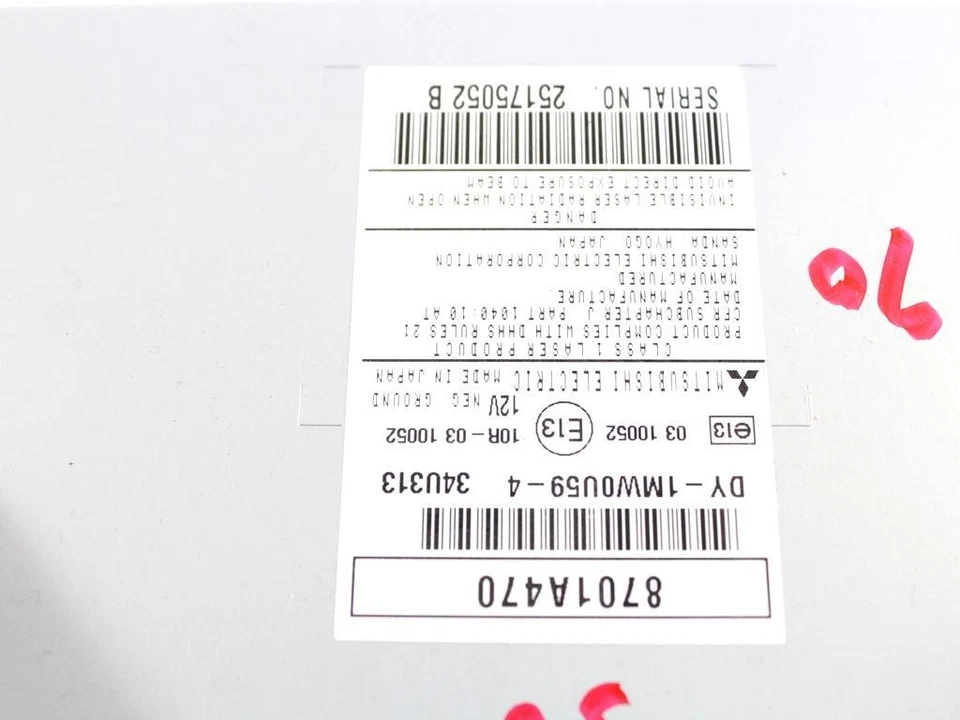 8701A470
DY-1MW0U59-4 34U313
e13 03 10052 E13 10R-03 10052
12V NEG. GROUND
MITSUBISHI ELECTRIC MADE IN JAPAN
CLASS 1 LASER PRODUCT
PRODUCT COMPLIES WITH DHHS RULES 21
CFR SUBCHAPTER J, PART 1040:10 AT
DATE OF MANUFACTURE.
MANUFACTURED
MITSUBISHI ELECTRIC CORPORATION
SANDA, HYOGO, JAPAN
DANGER
INVISIBLE LASER RADIATION WHEN OPEN
AVOID DIRECT EXPOSURE TO BEAM
SERIAL NO. 25175052 B